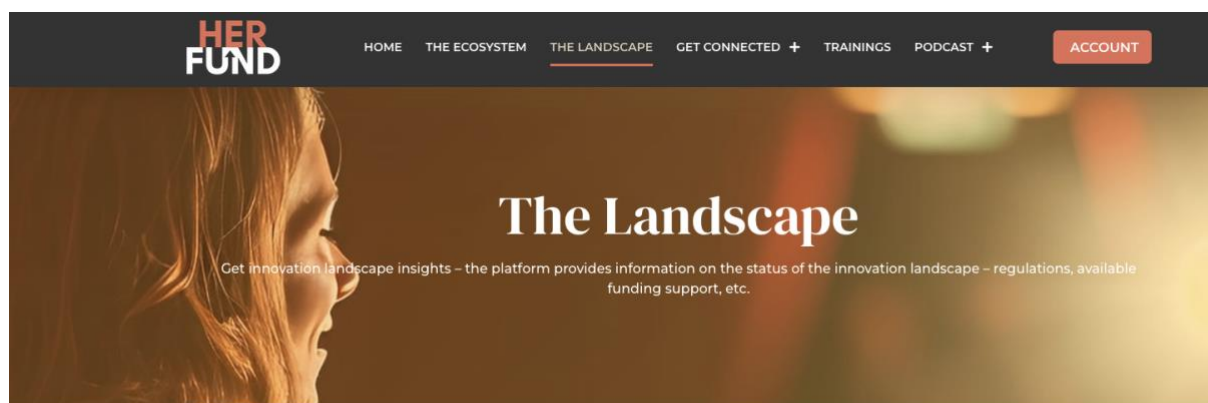 HER
FUND
HOME THE ECOSYSTEM THE LANDSCAPE GET CONNECTED + TRAININGS PODCAST + ACCOUNT
The Landscape
Get innovation landscape insights – the platform provides information on the status of the innovation landscape – regulations, available
funding support, etc.